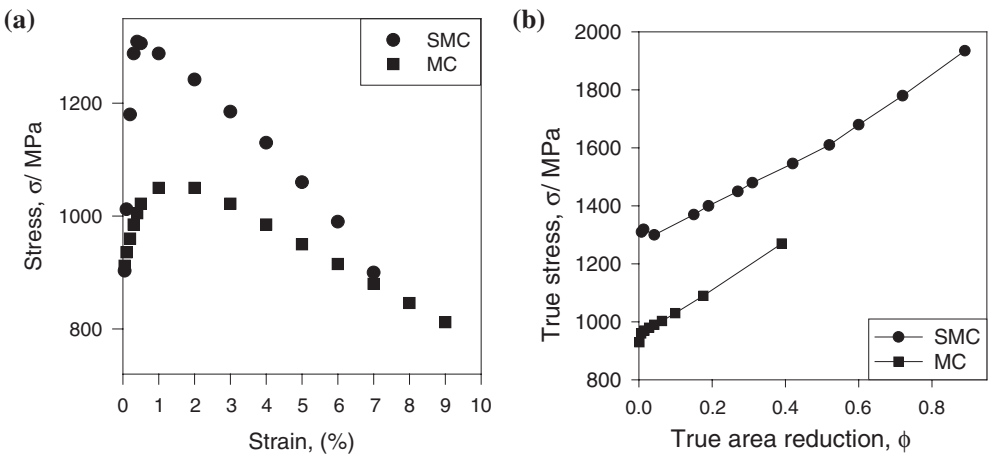 (a)
SMC
MC
1200
1000
800
Stress, σ/ MPa
0 1 2 3 4 5 6 7 8 9 10
Strain, (%)
(b)
2000
1800
1600
1400
1200
1000
800
True stress, σ/ MPa
SMC
MC
0.0 0.2 0.4 0.6 0.8
True area reduction, ϕ